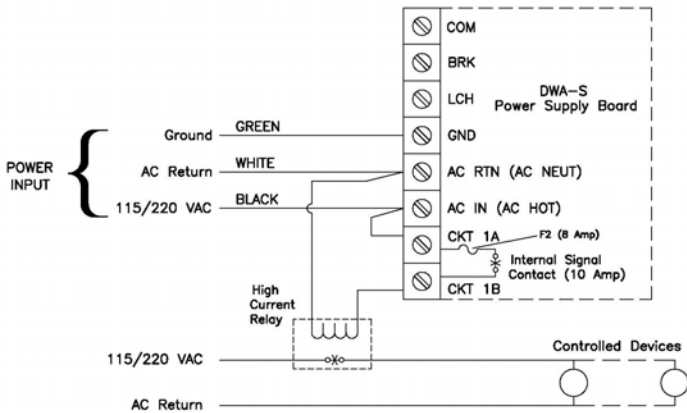 COM
BRK
LCH
DWA-S
Power Supply Board
POWER
INPUT
Ground
GREEN
GND
AC Return
WHITE
AC RTN (AC NEUT)
115/220 VAC
BLACK
AC IN (AC HOT)
CKT 1A
F2 (8 Amp)
Internal Signal
Contact (10 Amp)
CKT 1B
High
Current
Relay
Controlled Devices
115/220 VAC
AC Return